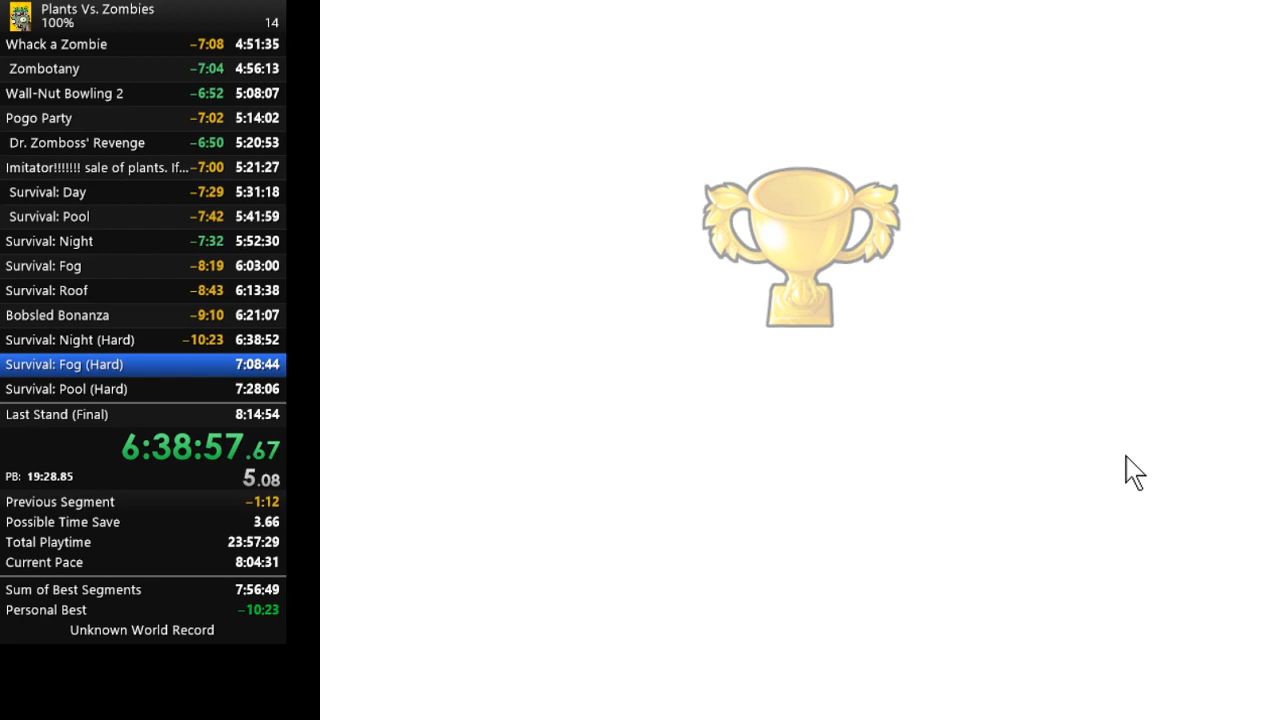 Plants Vs. Zombies
100% 14
Whack a Zombie −7:08 4:51:35
Zombotany −7:04 4:56:13
Wall-Nut Bowling 2 −6:52 5:08:07
Pogo Party −7:02 5:14:02
Dr. Zomboss' Revenge −6:50 5:20:53
Imitator!!!!!!! sale of plants. If... −7:00 5:21:27
Survival: Day −7:29 5:31:18
Survival: Pool −7:42 5:41:59
Survival: Night −7:32 5:52:30
Survival: Fog −8:19 6:03:00
Survival: Roof −8:43 6:13:38
Bobsled Bonanza −9:10 6:21:07
Survival: Night (Hard) −10:23 6:38:52
Survival: Fog (Hard) 7:08:44
Survival: Pool (Hard) 7:28:06
Last Stand (Final) 8:14:54
6:38:57.67
PB: 19:28.85 5.08
Previous Segment −1:12
Possible Time Save 3.66
Total Playtime 23:57:29
Current Pace 8:04:31
Sum of Best Segments 7:56:49
Personal Best −10:23
Unknown World Record